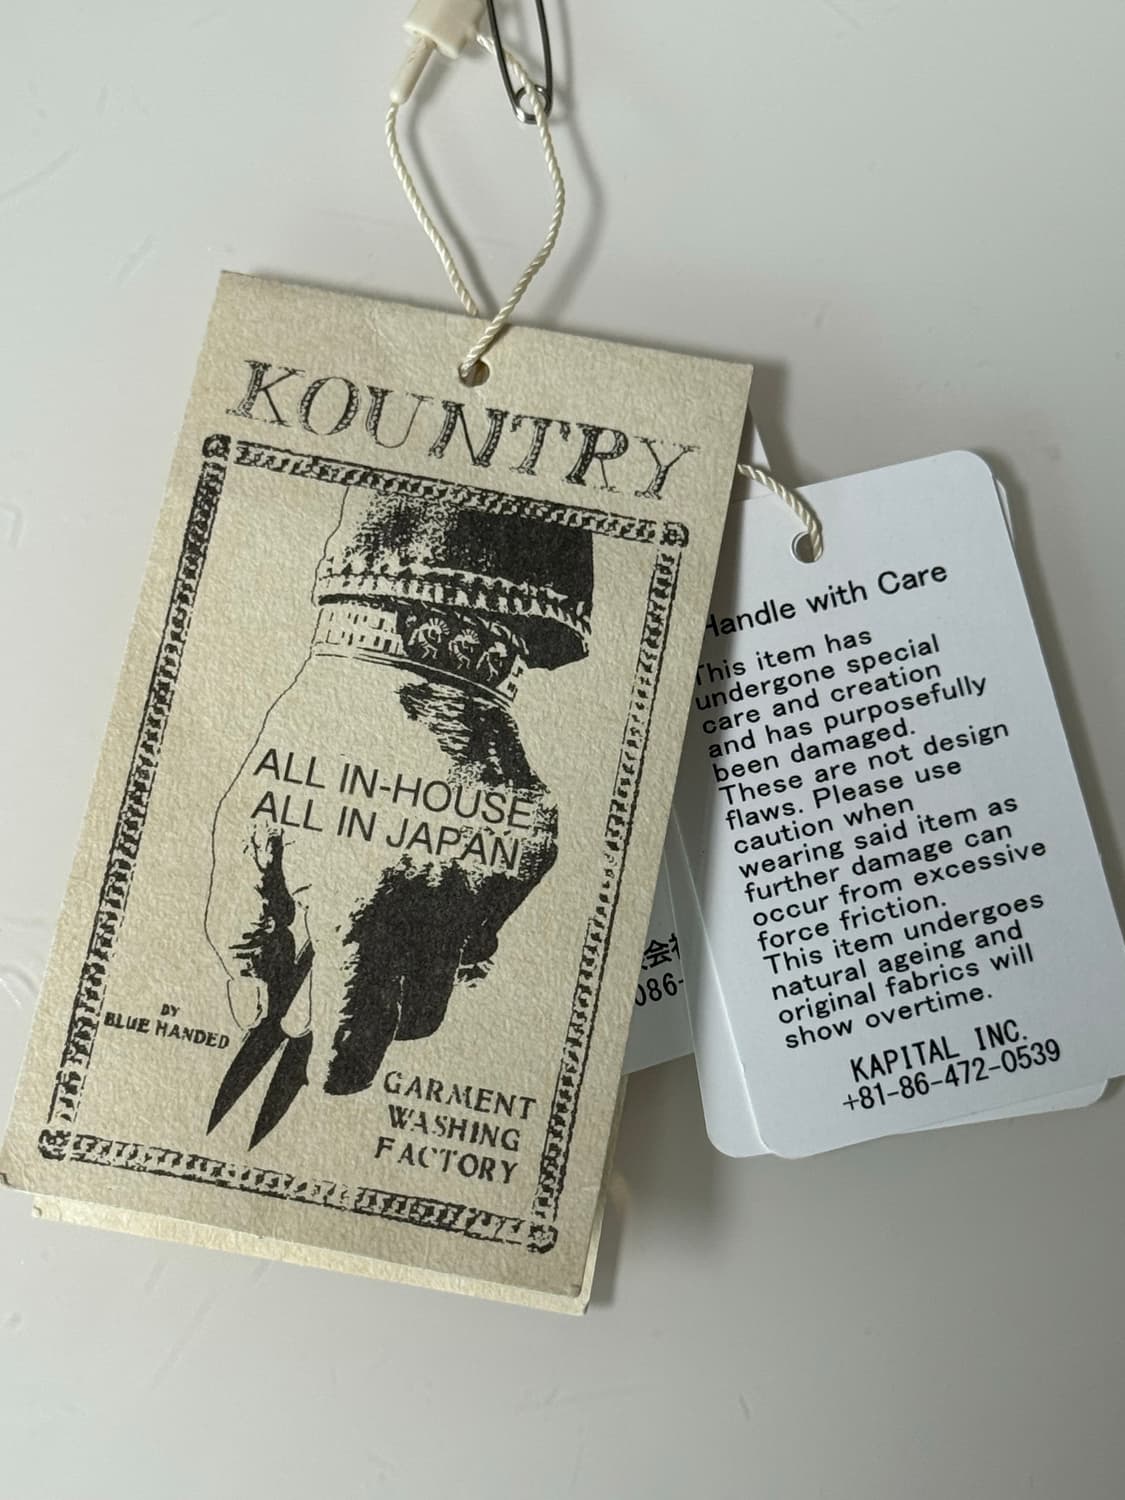 KOUNTRY
ALL IN-HOUSE
ALL IN JAPAN
BY
BLUE HANDED
GARMENT
WASHING
FACTORY
086-
Handle with Care
This item has
undergone special
care and creation
and has purposefully
been damaged.
These are not design
flaws. Please use
caution when
wearing said item as
further damage can
occur from excessive
force friction.
This item undergoes
natural ageing and
original fabrics will
show overtime.
KAPITAL INC.
+81-86-472-0539